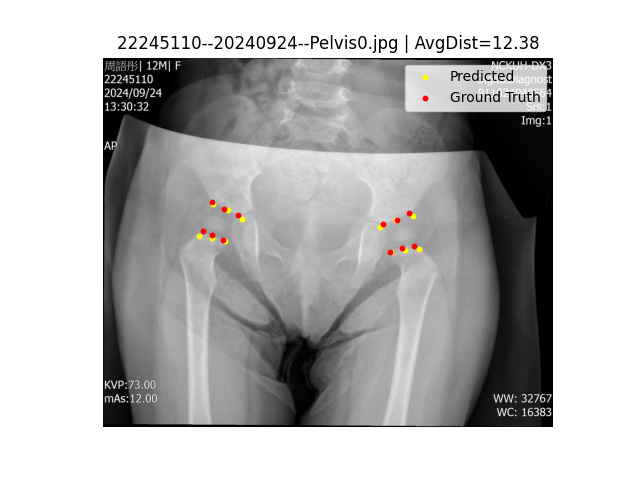 22245110--20240924--Pelvis0.jpg | AvgDist=12.38
周語彤| 12M| F
22245110
2024/09/24
13:30:32
AP
NCKUH-DX3
Predicted
Ground Truth
Srs:1
Img:1
KVP:73.00
mAs:12.00
WW: 32767
WC: 16383